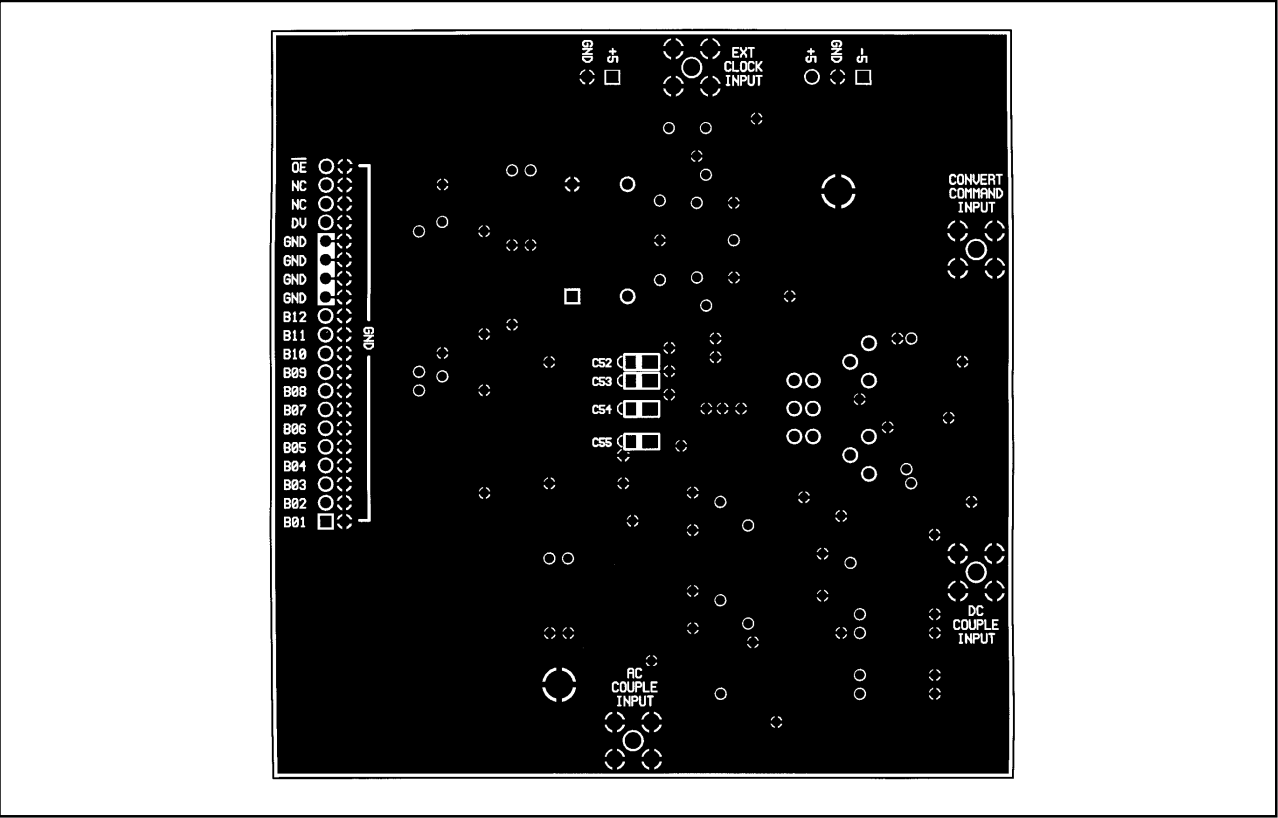 GND
+5
EXT
CLOCK
INPUT
+5
GND
-5
OE
NC
NC
DV
GND
GND
GND
GND
B12
B11
B10
B09
B08
B07
B06
B05
B04
B03
B02
B01
GND
CONVERT
COMMAND
INPUT
C52
C53
C54
C55
DC
COUPLE
INPUT
AC
COUPLE
INPUT